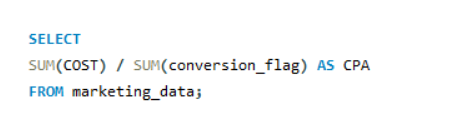 SELECT
SUM(COST) / SUM(conversion_flag) AS CPA
FROM marketing_data;